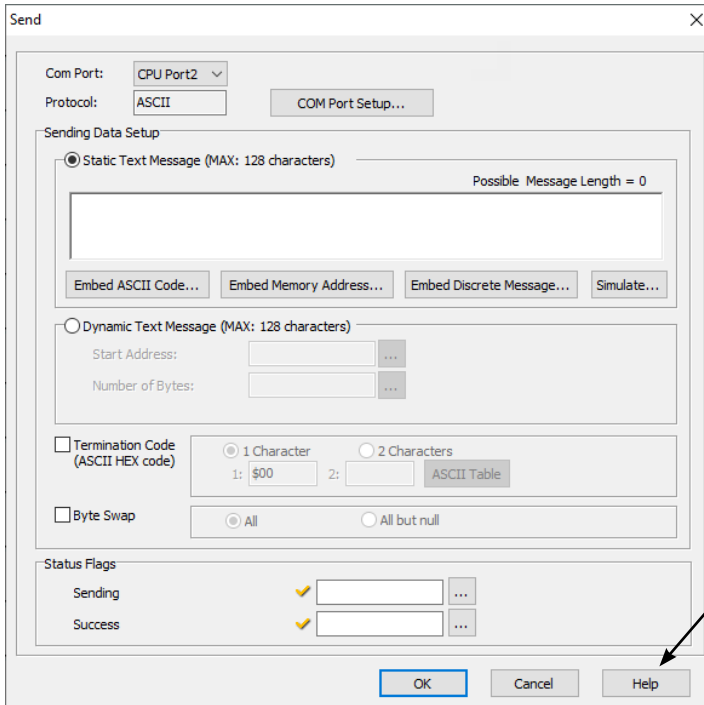 Send
Com Port: CPU Port2
Protocol: ASCII COM Port Setup...
Sending Data Setup
Static Text Message (MAX: 128 characters)
Possible Message Length = 0
Embed ASCII Code... Embed Memory Address... Embed Discrete Message... Simulate...
Dynamic Text Message (MAX: 128 characters)
Start Address: ...
Number of Bytes: ...
Termination Code 1 Character 2 Characters
(ASCII HEX code) 1: $00 2: ASCII Table
Byte Swap All All but null
Status Flags
Sending ...
Success ...
OK Cancel Help